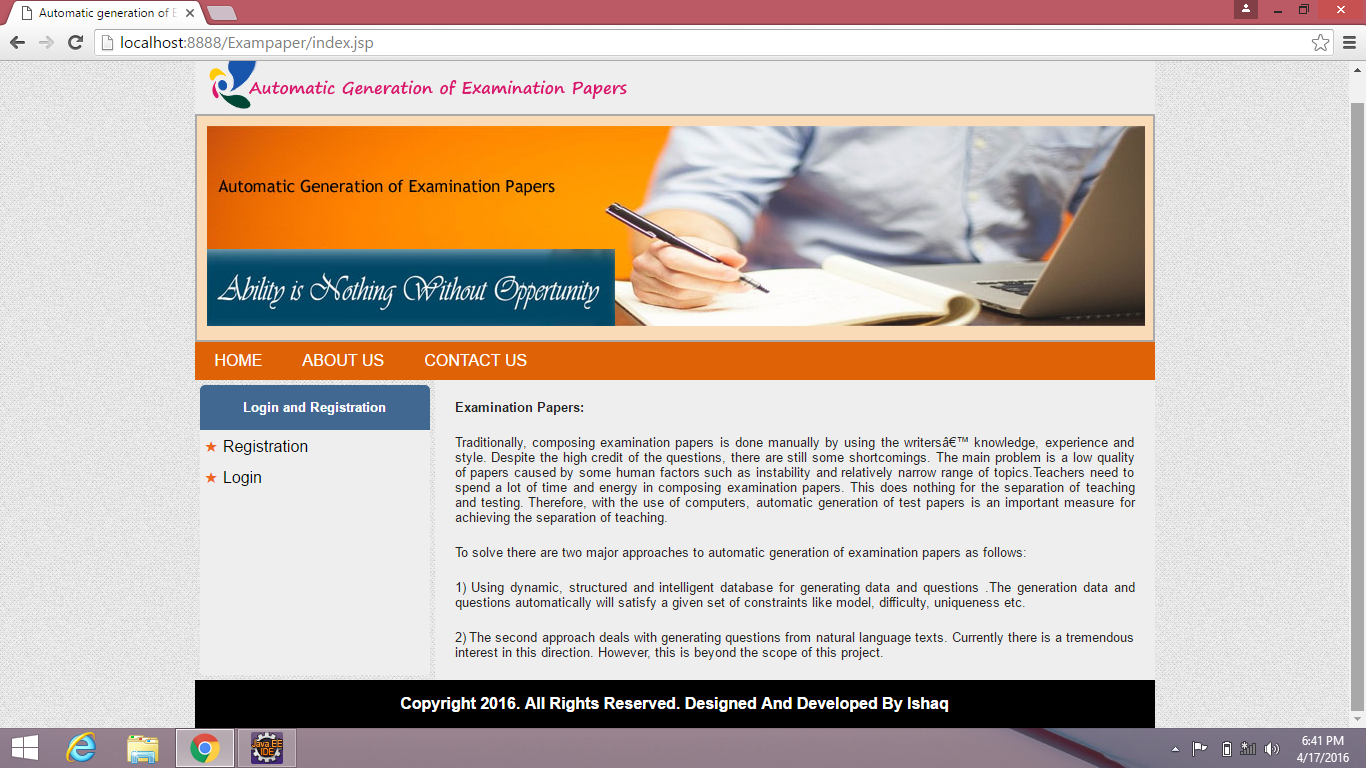 Automatic generation of E
localhost:8888/Exampaper/index.jsp
Automatic Generation of Examination Papers
Automatic Generation of Examination Papers
Ability is Nothing Without Oppertunity
HOME ABOUT US CONTACT US
Login and Registration
Registration
Login
Examination Papers:
Traditionally, composing examination papers is done manually by using the writersâ€™ knowledge, experience and
style. Despite the high credit of the questions, there are still some shortcomings. The main problem is a low quality
of papers caused by some human factors such as instability and relatively narrow range of topics.Teachers need to
spend a lot of time and energy in composing examination papers. This does nothing for the separation of teaching
and testing. Therefore, with the use of computers, automatic generation of test papers is an important measure for
achieving the separation of teaching.
To solve there are two major approaches to automatic generation of examination papers as follows:
1) Using dynamic, structured and intelligent database for generating data and questions .The generation data and
questions automatically will satisfy a given set of constraints like model, difficulty, uniqueness etc.
2) The second approach deals with generating questions from natural language texts. Currently there is a tremendous
interest in this direction. However, this is beyond the scope of this project.
Copyright 2016. All Rights Reserved. Designed And Developed By Ishaq
Java EE
IDE
6:41 PM
4/17/2016